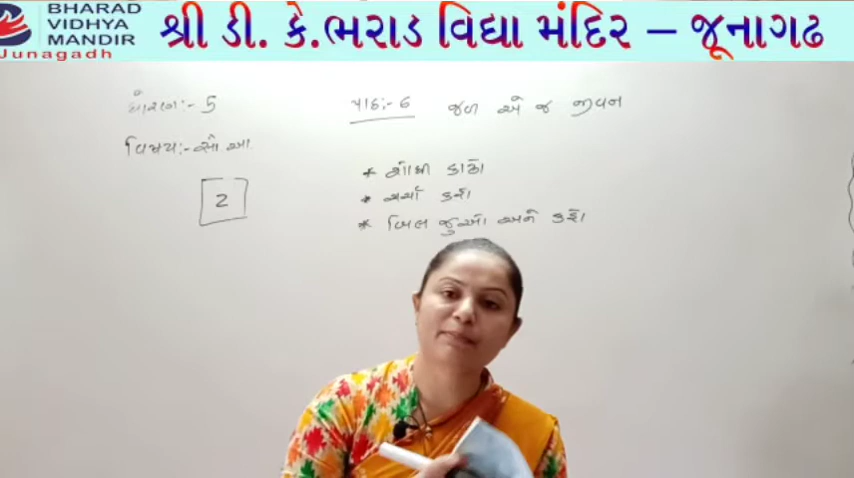 BHARAD
VIDHYA
MANDIR
Junagadh
શ્રી ડી. કે.ભરાડ વિદ્યા મંદિર – જૂનાગઢ
ધોરણ:- 5
પાઠ:- 6 જળ એ જ જીવન
વિષય:- સૌ. આ.
2
* શોધી કાઢો
* ચર્ચા કરો
* બિલ જુઓ અને કહો